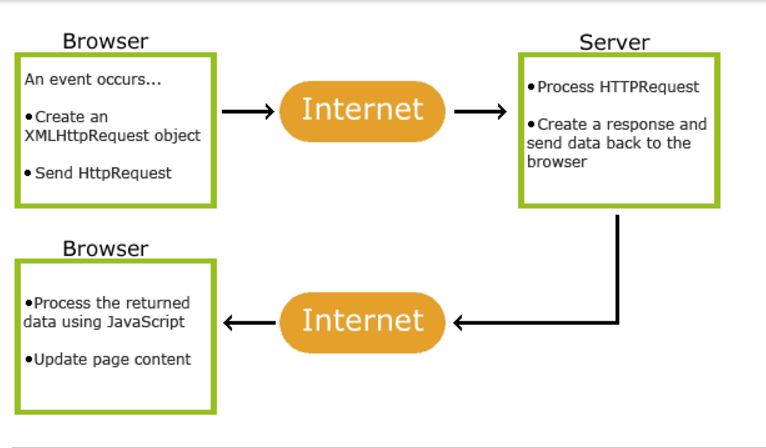 Browser
An event occurs...
•Create an
XMLHttpRequest object
• Send HttpRequest
Internet
Server
•Process HTTPRequest
•Create a response and
send data back to the
browser
Browser
•Process the returned
data using JavaScript
•Update page content
Internet